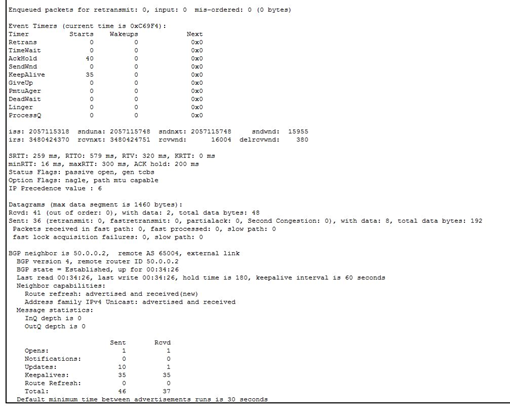 Enqueued packets for retransmit: 0, input: 0 mis-ordered: 0 (0 bytes)
Event Timers (current time is 0xC69F4):
Timer Starts Wakeups Next
Retrans 0 0 0x0
TimeWait 0 0 0x0
AckHold 40 0 0x0
SendWnd 0 0 0x0
KeepAlive 35 0 0x0
GiveUp 0 0 0x0
PmtuAger 0 0 0x0
DeadWait 0 0 0x0
Linger 0 0 0x0
ProcessQ 0 0 0x0
iss: 2057115318 snduna: 2057115748 sndnxt: 2057115748 sndwnd: 15955
irs: 3480424370 rcvnxt: 3480424751 rcvwnd: 16004 delrcvwnd: 380
SRTT: 259 ms, RTTO: 579 ms, RTV: 320 ms, KRTT: 0 ms
minRTT: 16 ms, maxRTT: 300 ms, ACK hold: 200 ms
Status Flags: passive open, gen tcbs
Option Flags: nagle, path mtu capable
IP Precedence value : 6
Datagrams (max data segment is 1460 bytes):
Rcvd: 41 (out of order: 0), with data: 2, total data bytes: 48
Sent: 36 (retransmit: 0, fastretransmit: 0, partialack: 0, Second Congestion: 0), with data: 8, total data bytes: 192
Packets received in fast path: 0, fast processed: 0, slow path: 0
fast lock acquisition failures: 0, slow path: 0
BGP neighbor is 50.0.0.2, remote AS 65004, external link
BGP version 4, remote router ID 50.0.0.2
BGP state = Established, up for 00:34:26
Last read 00:34:26, last write 00:34:26, hold time is 180, keepalive interval is 60 seconds
Neighbor capabilities:
Route refresh: advertised and received(new)
Address family IPv4 Unicast: advertised and received
Message statistics:
InQ depth is 0
OutQ depth is 0
Sent Rcvd
Opens: 1 1
Notifications: 0 0
Updates: 10 1
Keepalives: 35 35
Route Refresh: 0 0
Total: 46 37
Default minimum time between advertisements runs is 30 seconds